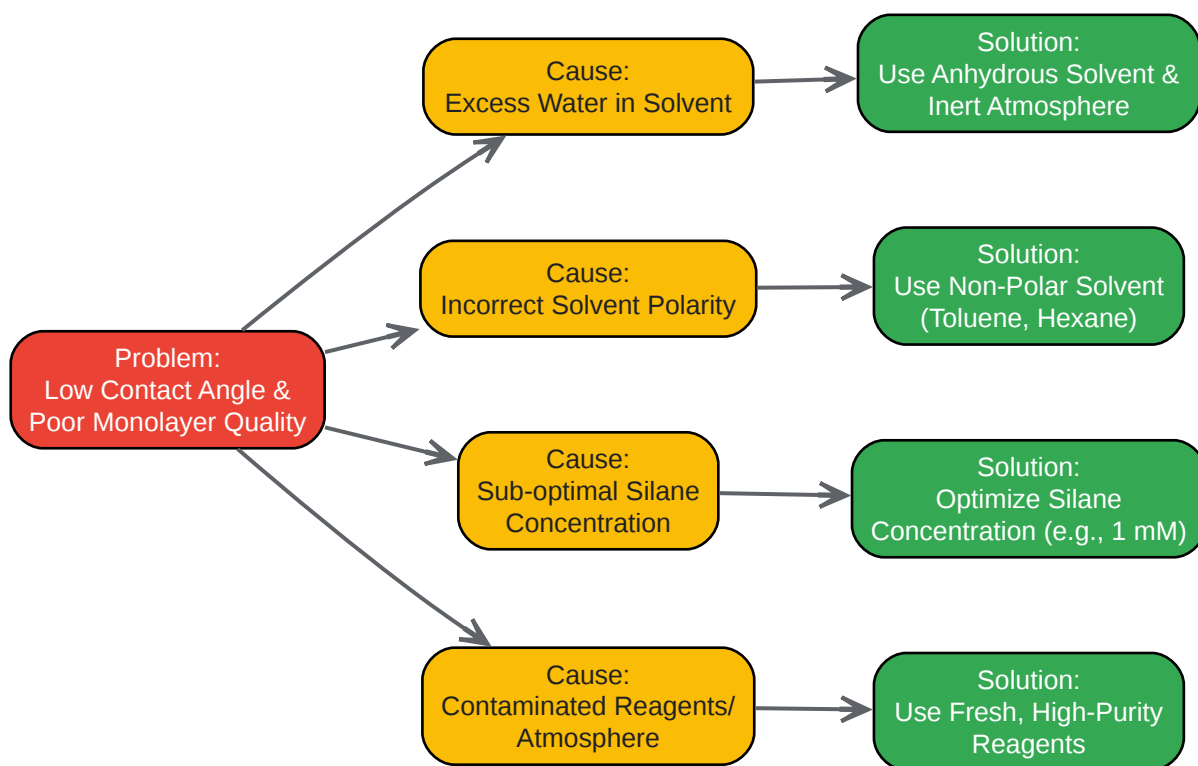 Problem:
Low Contact Angle &
Poor Monolayer Quality
Cause:
Excess Water in Solvent
Solution:
Use Anhydrous Solvent &
Inert Atmosphere
Cause:
Incorrect Solvent Polarity
Solution:
Use Non-Polar Solvent
(Toluene, Hexane)
Cause:
Sub-optimal Silane
Concentration
Solution:
Optimize Silane
Concentration (e.g., 1 mM)
Cause:
Contaminated Reagents/
Atmosphere
Solution:
Use Fresh, High-Purity
Reagents